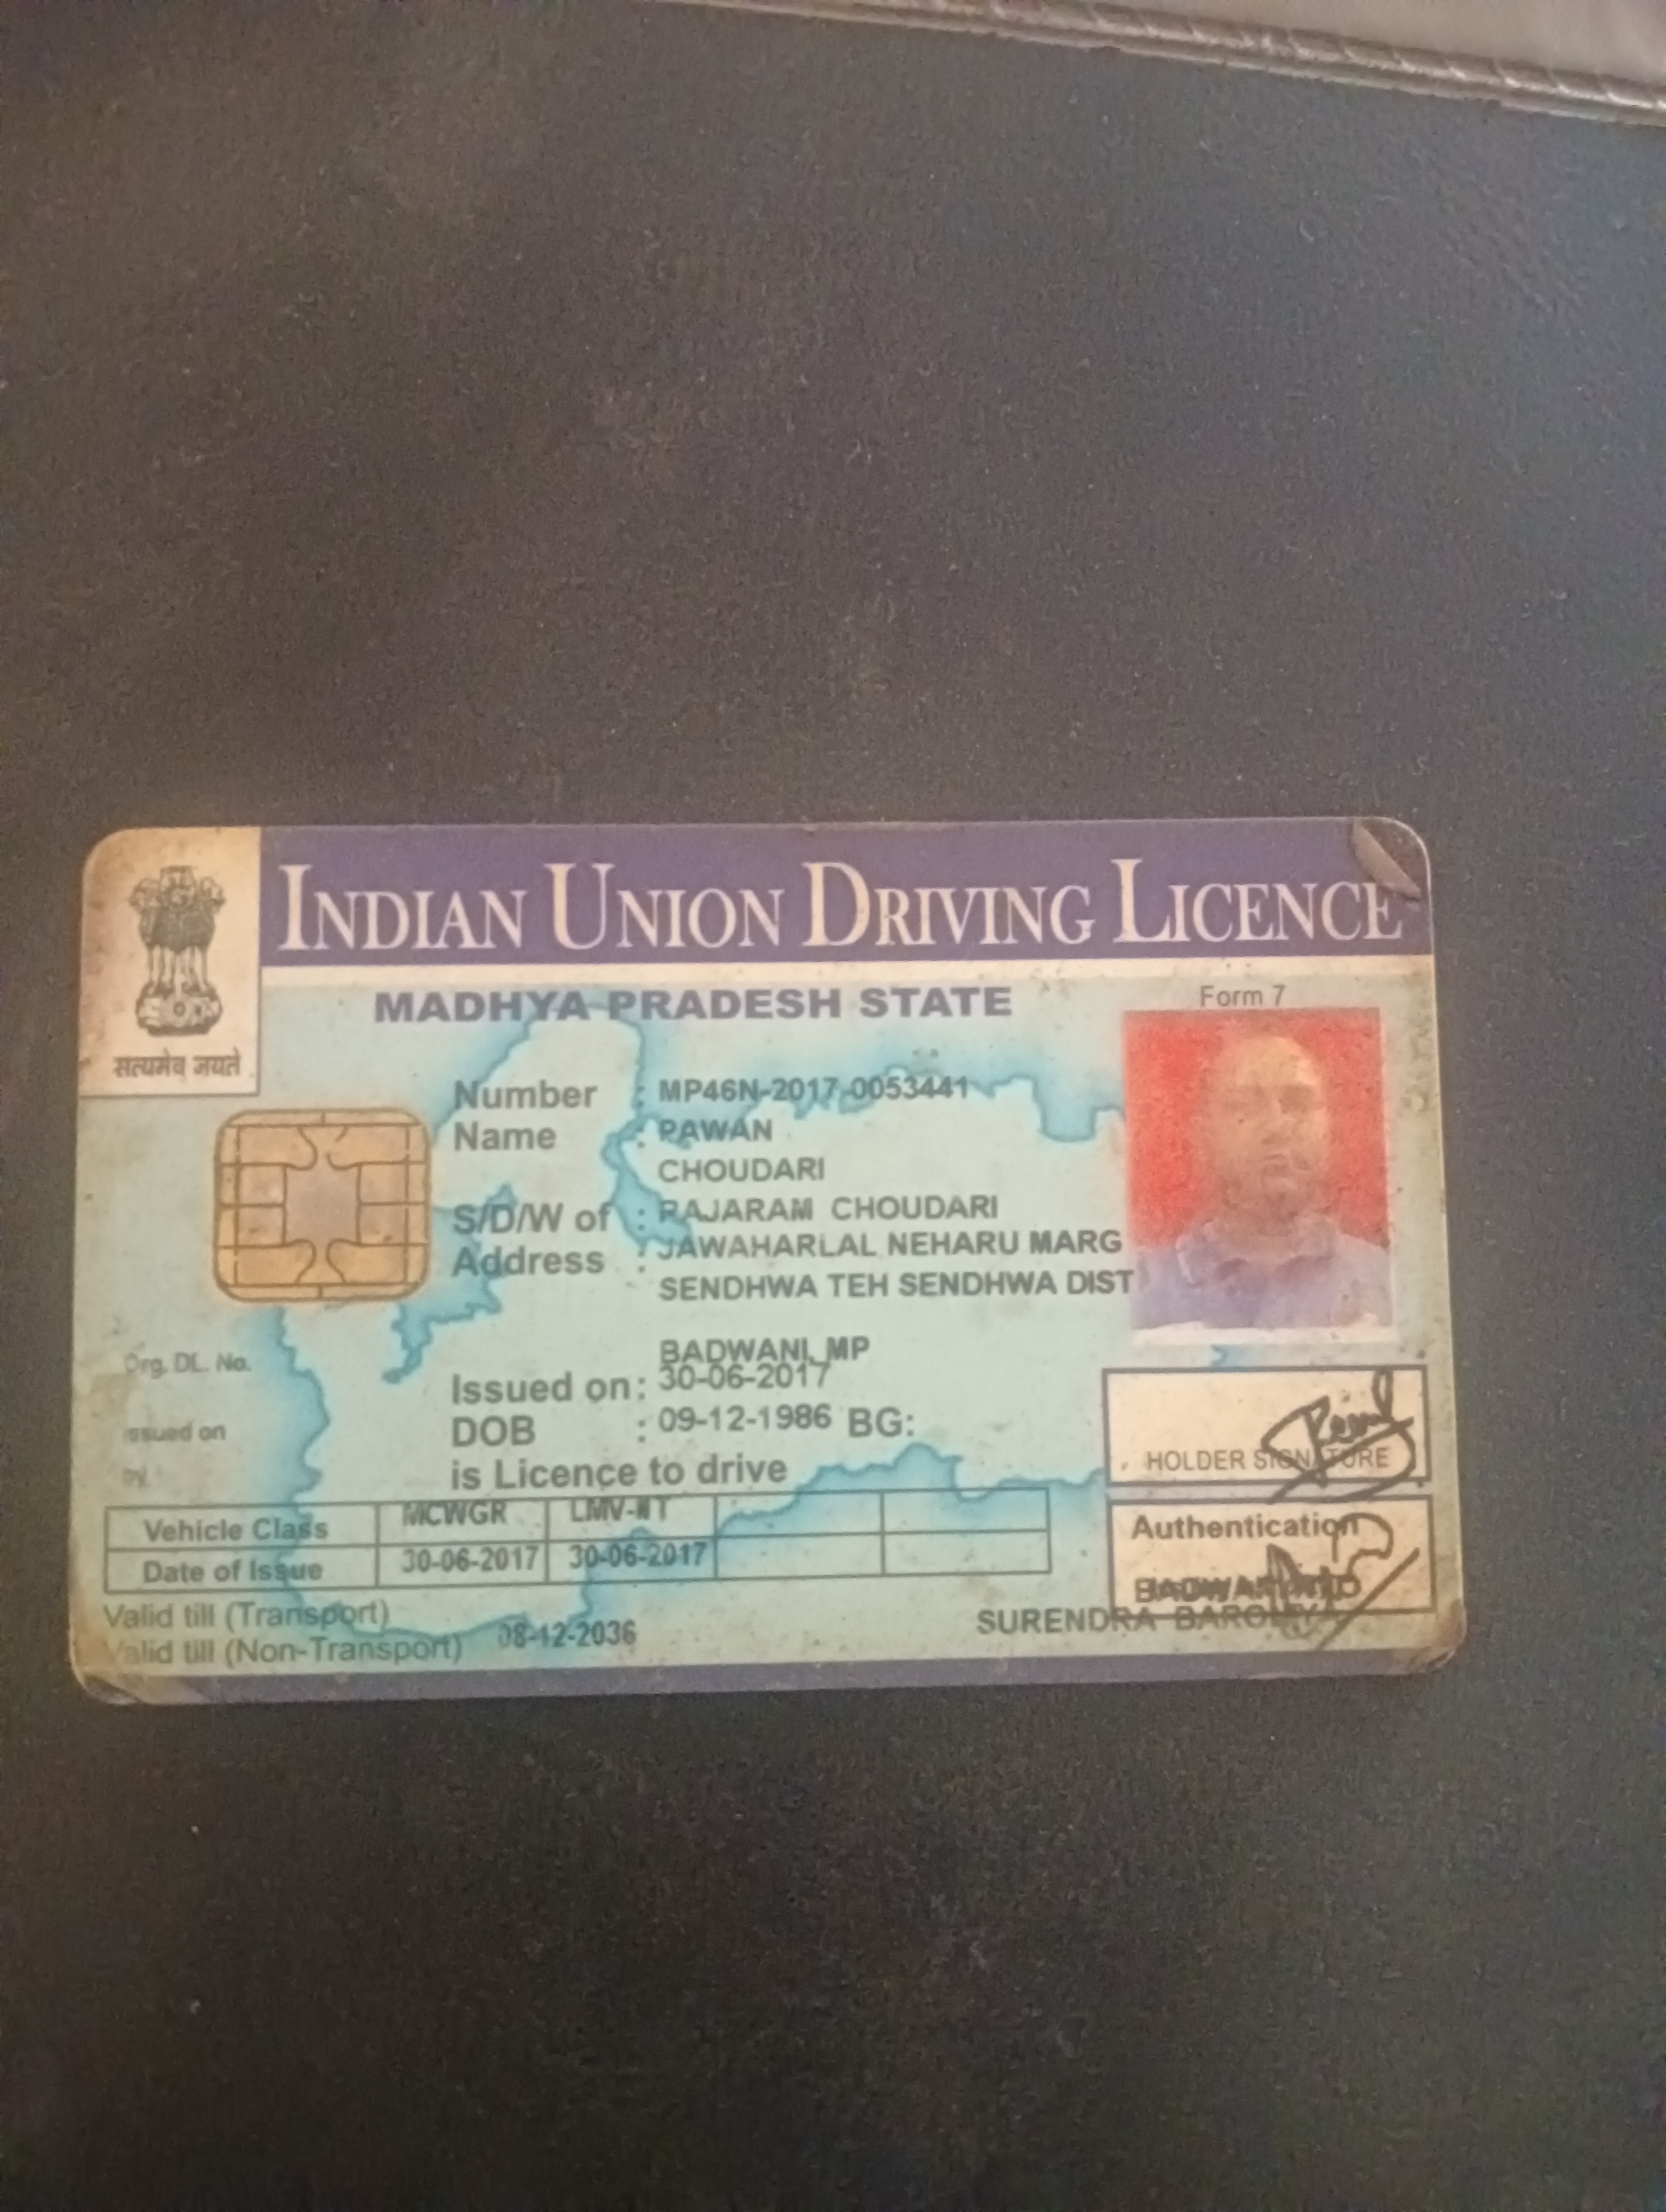 INDIAN UNION DRIVING LICENCE
सत्यमेव जयते
MADHYA PRADESH STATE
Form 7
Number : MP46N-2017-0053441
Name : PAWAN
CHOUDARI
S/D/W of : RAJARAM CHOUDARI
Address : JAWAHARLAL NEHARU MARG
SENDHWA TEH SENDHWA DIST
BADWANI, MP
Org. DL. No.
Issued on : 30-06-2017
DOB : 09-12-1986 BG:
Issued on
by
is Licence to drive
HOLDER SIGNATURE
Vehicle Class MCWGR LMV-NT
Date of Issue 30-06-2017 30-06-2017
Authentication
Valid till (Transport)
Valid till (Non-Transport) 08-12-2036
SURENDRA